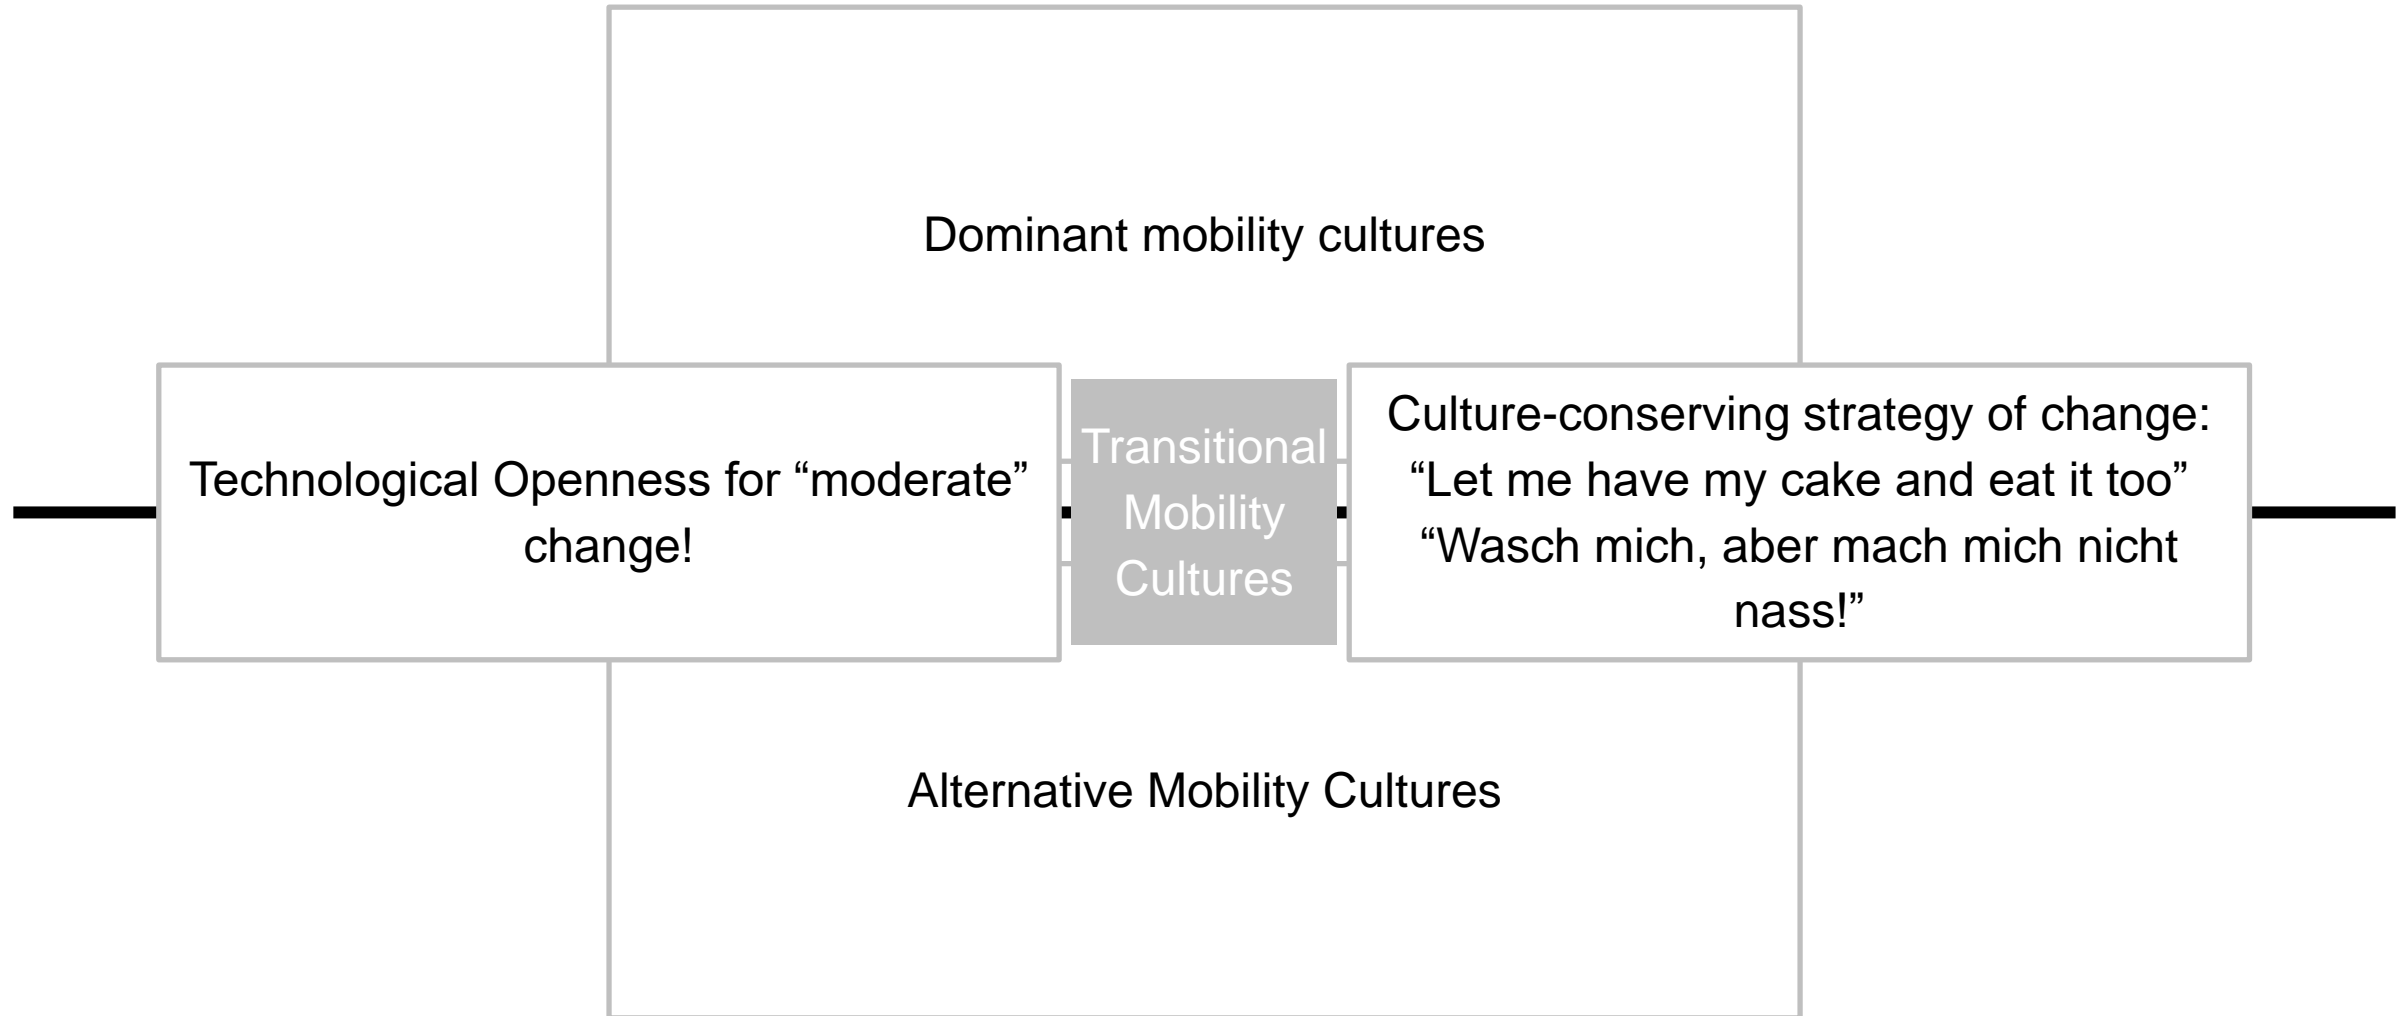 Dominant mobility cultures
Technological Openness for “moderate”
change!
Transitional
Mobility
Cultures
Culture-conserving strategy of change:
“Let me have my cake and eat it too”
“Wasch mich, aber mach mich nicht
nass!”
Alternative Mobility Cultures